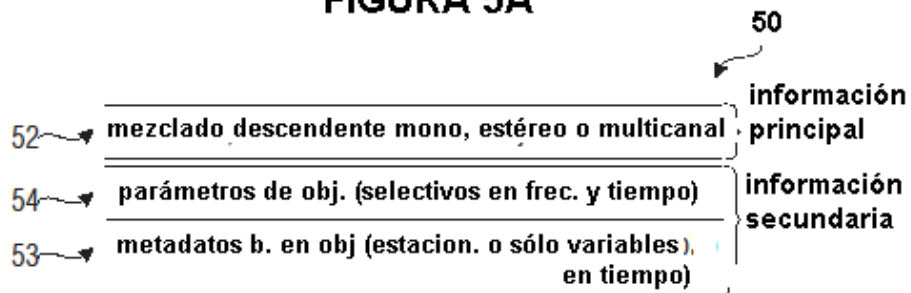 FIGURA 5A
50
información
principal
52 mezclado descendente mono, estéreo o multicanal
54 parámetros de obj. (selectivos en frec. y tiempo)
información
secundaria
53 metadatos b. en obj (estacion. o sólo variables),
en tiempo)